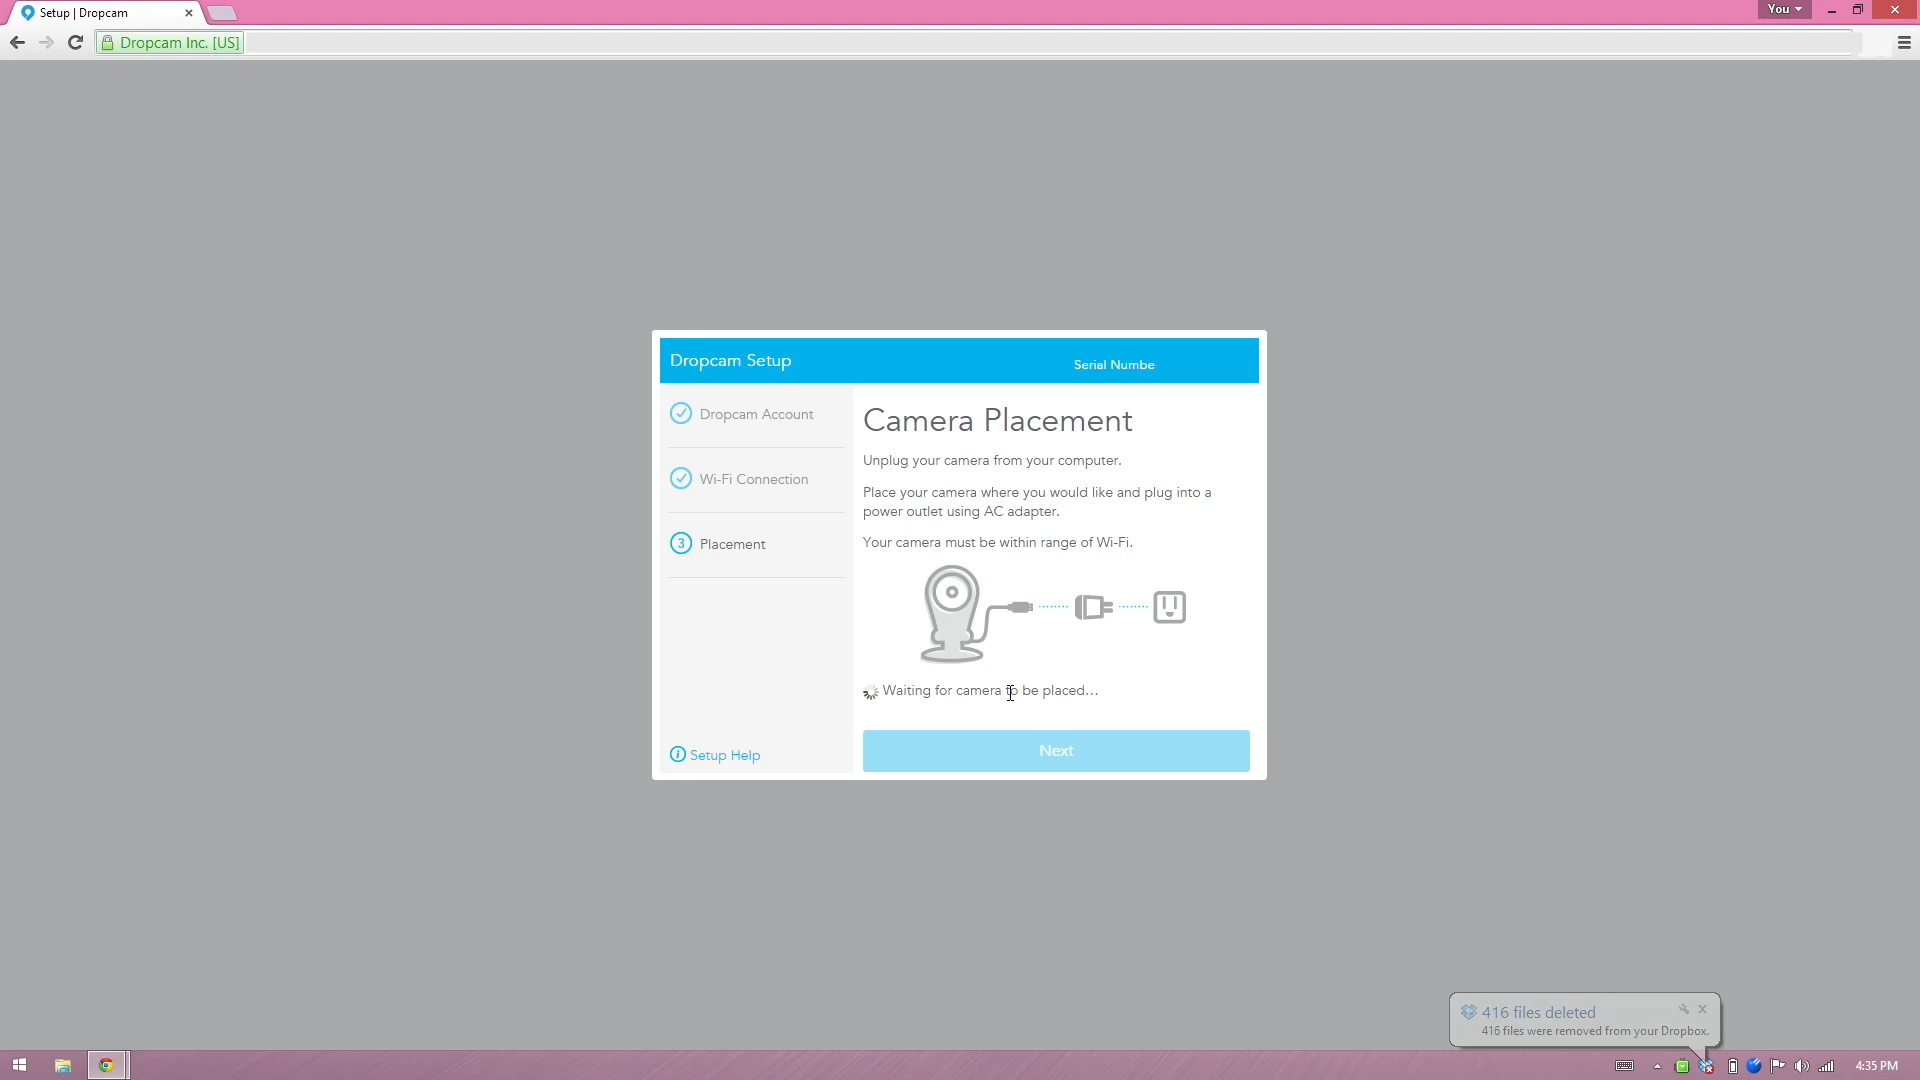 Setup | Dropcam
You
Dropcam Inc. [US]
Dropcam Setup
Serial Numbe
Dropcam Account
Wi-Fi Connection
3 Placement
Setup Help
Camera Placement
Unplug your camera from your computer.
Place your camera where you would like and plug into a
power outlet using AC adapter.
Your camera must be within range of Wi-Fi.
Waiting for camera to be placed...
Next
416 files deleted
416 files were removed from your Dropbox.
4:35 PM